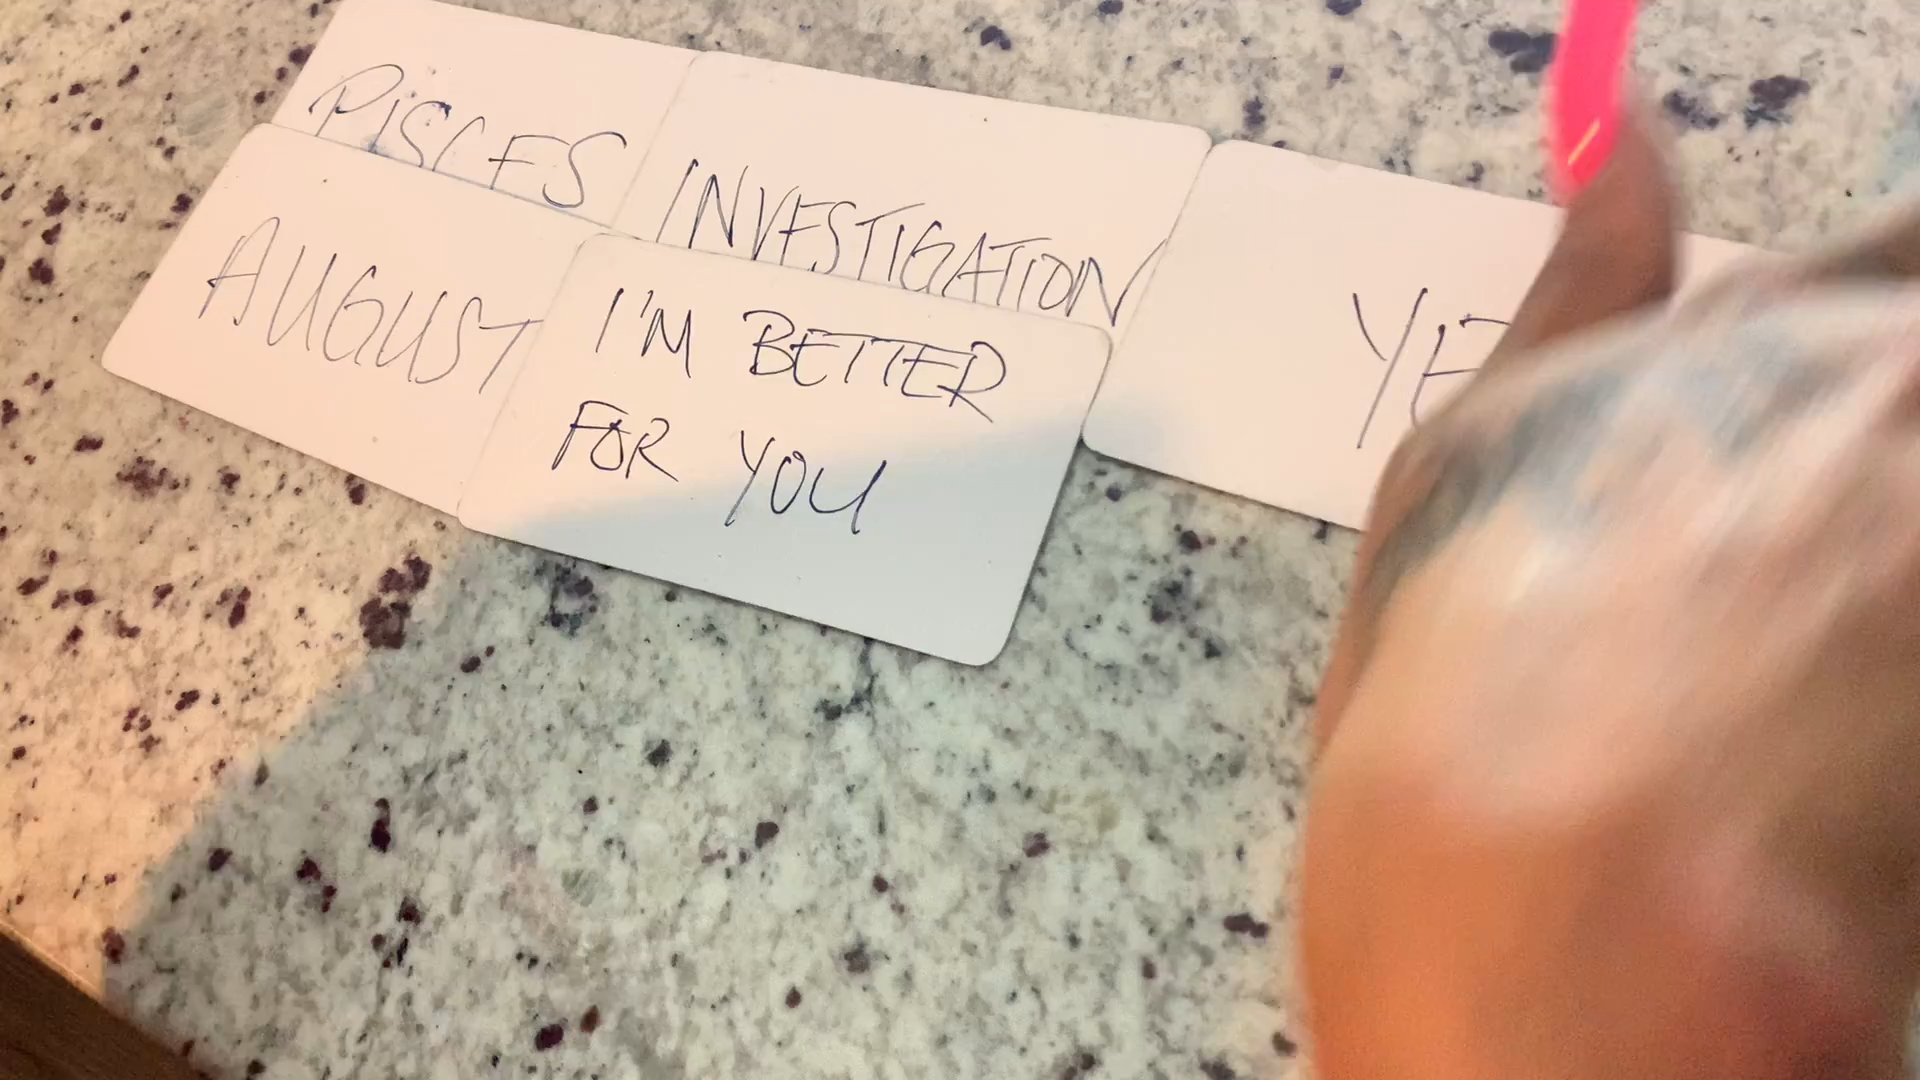 PISCES
INVESTIGATION
AUGUST
I'M BETTER
FOR YOU